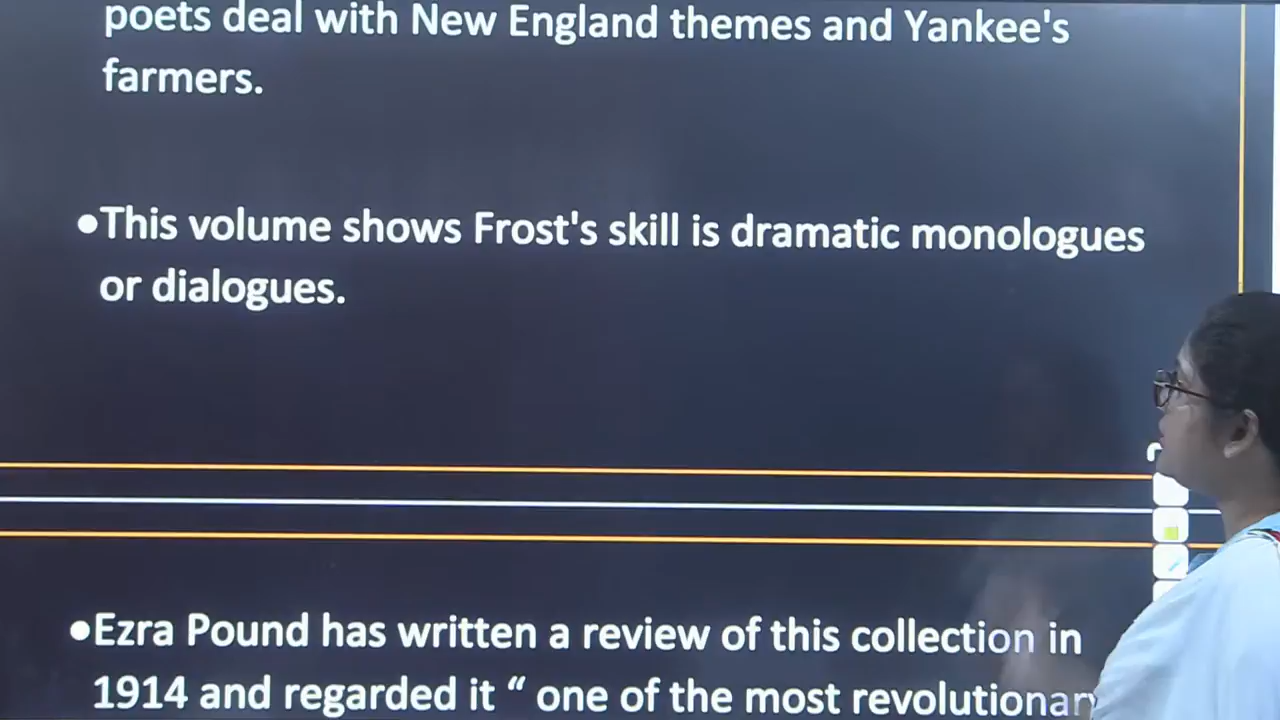 poets deal with New England themes and Yankee's
farmers.
●This volume shows Frost's skill is dramatic monologues
or dialogues.
●Ezra Pound has written a review of this collection in
1914 and regarded it “ one of the most revolutionary